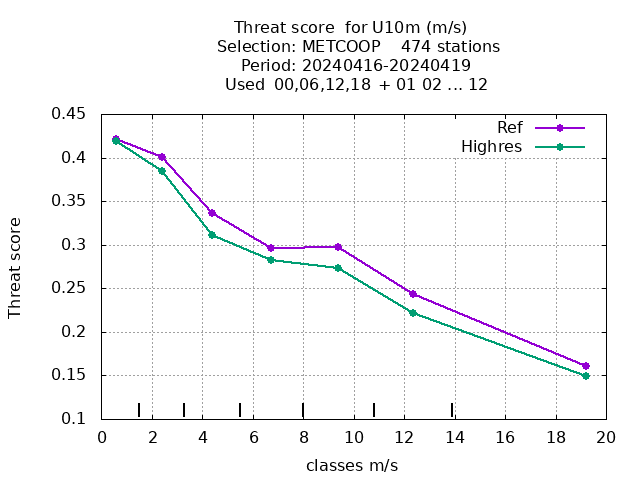 Threat score  for U10m (m/s)
Selection: METCOOP    474 stations
Period: 20240416-20240419
Used  00,06,12,18 + 01 02 ... 12
Ref
Highres
Threat score
0.45
0.4
0.35
0.3
0.25
0.2
0.15
0.1
0 2 4 6 8 10 12 14 16 18 20
classes m/s